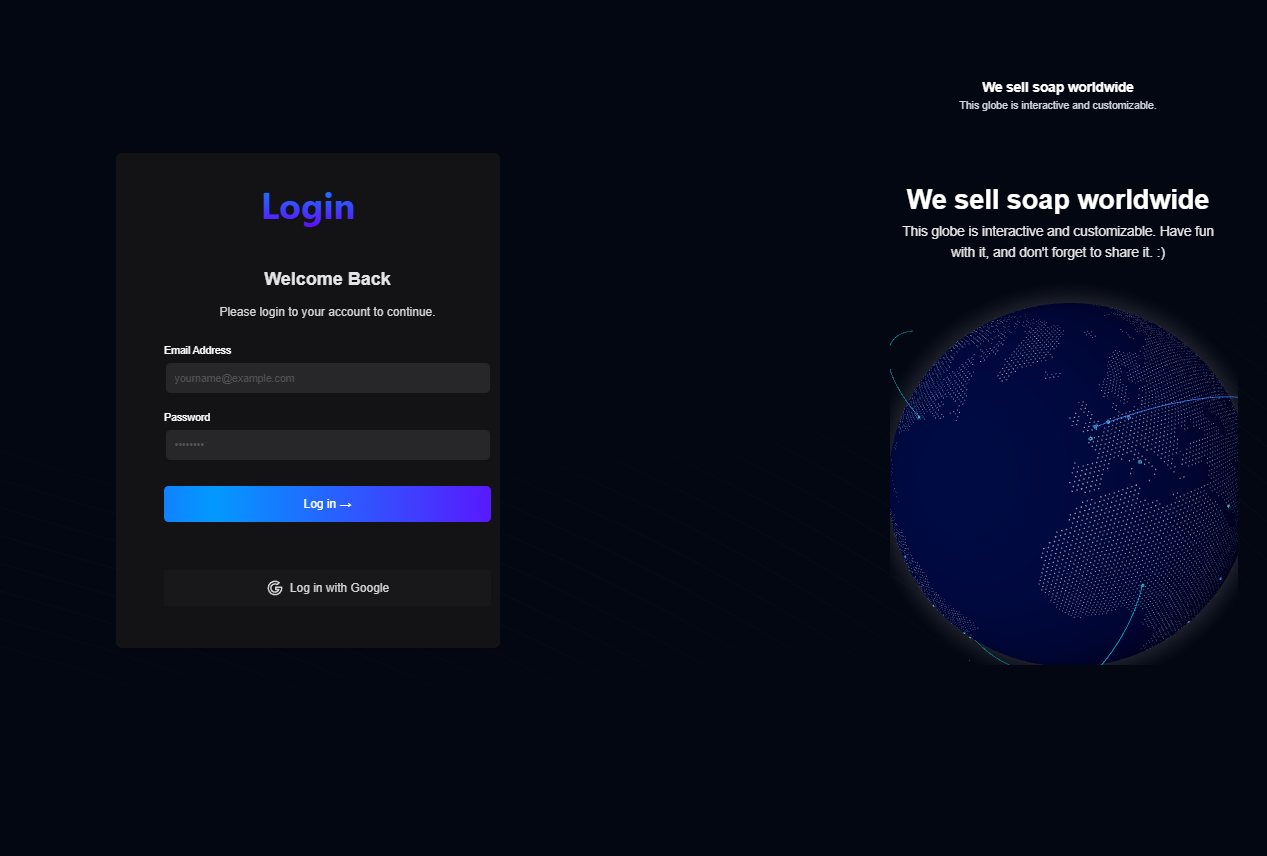 Login
Welcome Back
Please login to your account to continue.
Email Address
yourname@example.com
Password
••••••••
Log in →
Log in with Google
We sell soap worldwide
This globe is interactive and customizable.
We sell soap worldwide
This globe is interactive and customizable. Have fun
with it, and don't forget to share it. :)